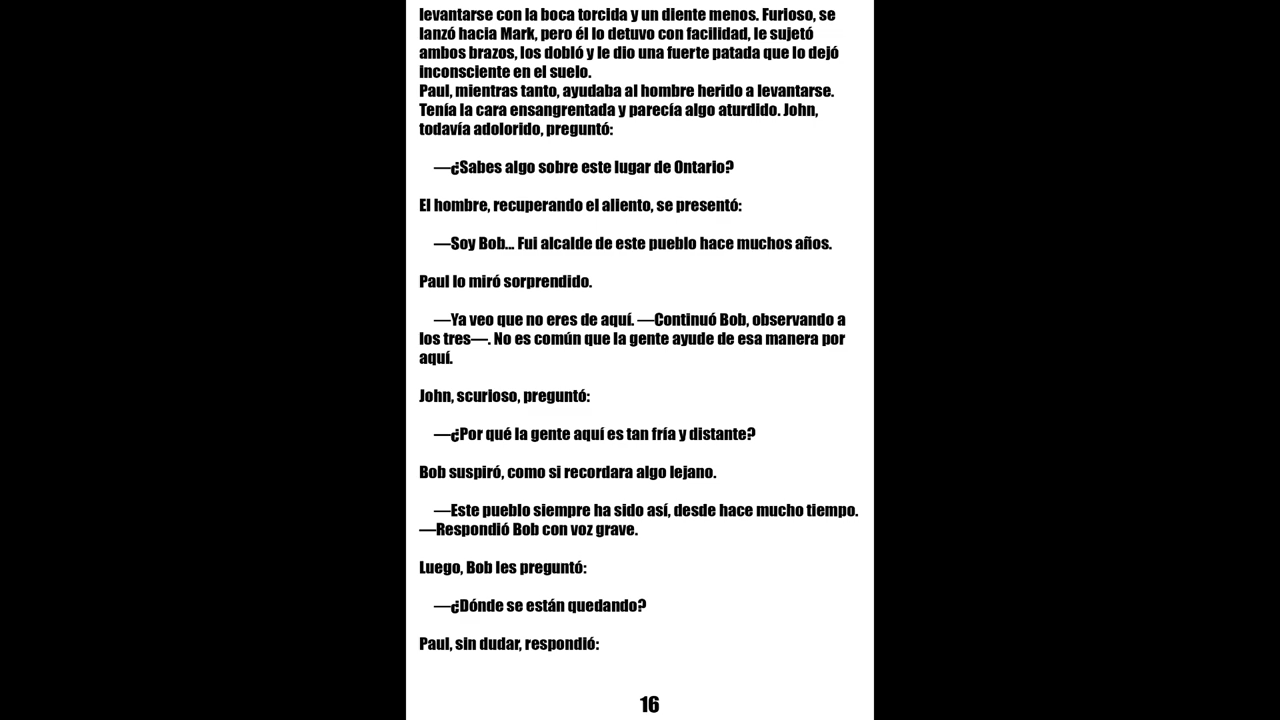 levantarse con la boca torcida y un diente menos. Furioso, se
lanzó hacia Mark, pero él lo detuvo con facilidad, le sujetó
ambos brazos, los dobló y le dio una fuerte patada que lo dejó
inconsciente en el suelo.
Paul, mientras tanto, ayudaba al hombre herido a levantarse.
Tenía la cara ensangrentada y parecía algo aturdido. John,
todavía adolorido, preguntó:
—¿Sabes algo sobre este lugar de Ontario?
El hombre, recuperando el aliento, se presentó:
—Soy Bob... Fui alcalde de este pueblo hace muchos años.
Paul lo miró sorprendido.
—Ya veo que no eres de aquí. —Continuó Bob, observando a
los tres—. No es común que la gente ayude de esa manera por
aquí.
John, scurioso, preguntó:
—¿Por qué la gente aquí es tan fría y distante?
Bob suspiró, como si recordara algo lejano.
—Este pueblo siempre ha sido así, desde hace mucho tiempo.
—Respondió Bob con voz grave.
Luego, Bob les preguntó:
—¿Dónde se están quedando?
Paul, sin dudar, respondió:
16